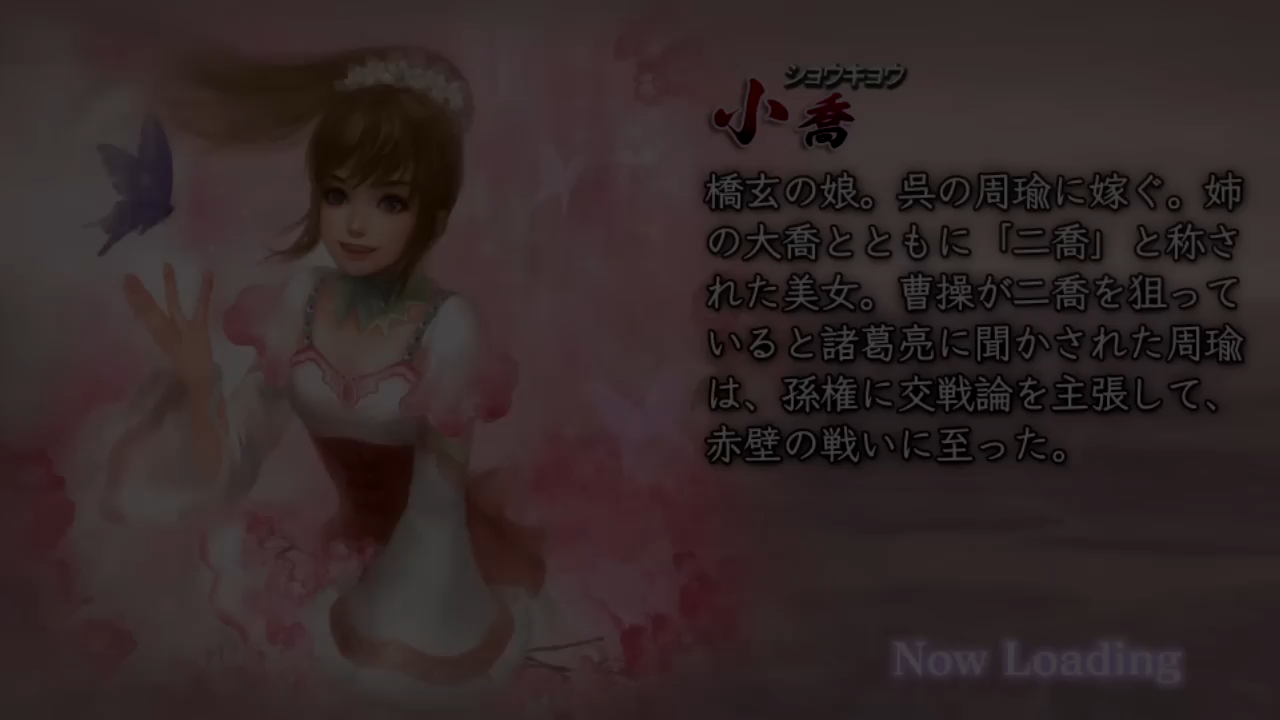 ショウキョウ
小喬
橋玄の娘。呉の周瑜に嫁ぐ。姉
の大喬とともに「二喬」と称さ
れた美女。曹操が二喬を狙って
いると諸葛亮に聞かされた周瑜
は、孫権に交戦論を主張して、
赤壁の戦いに至った。
Now Loading